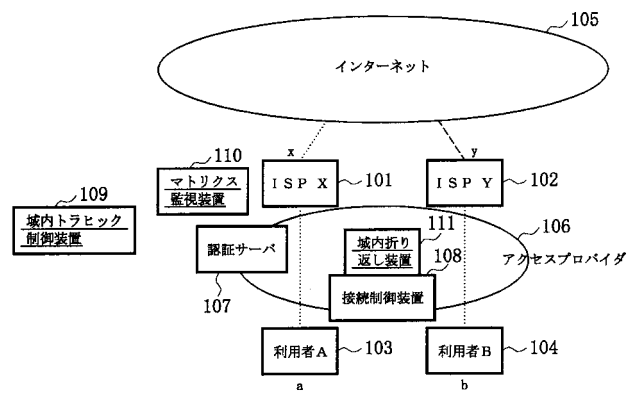 105
インターネット
x
y
110
109
マトリクス
監視装置
ISP X
101
ISP Y
102
域内トラヒック
制御装置
認証サーバ
107
域内折り
返し装置
111
108
106
アクセスプロバイダ
接続制御装置
利用者A
103
利用者B
104
a
b